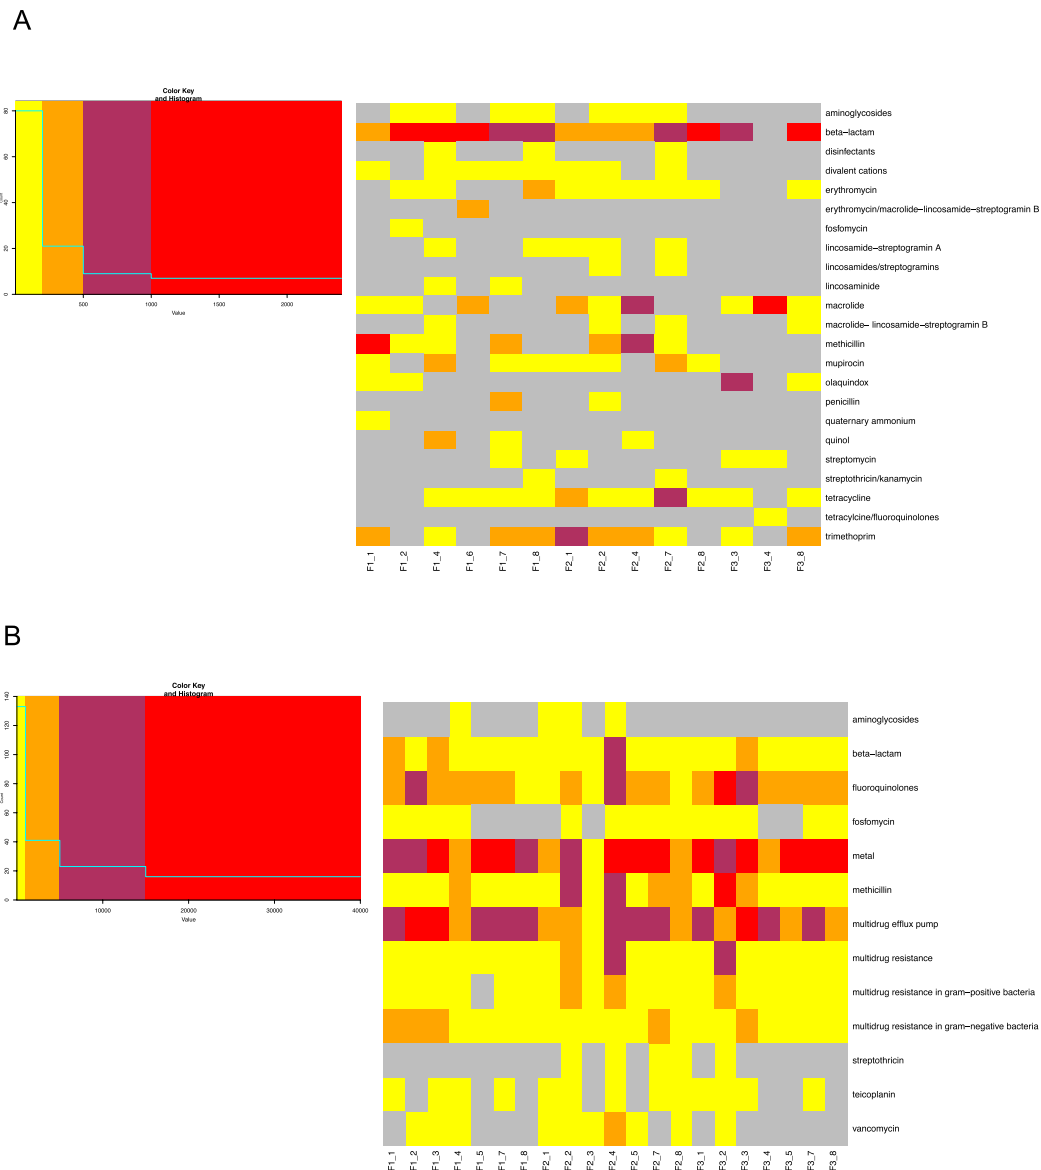 A
Color Key
and Histogram
Count
0
20
40
60
80
500
1000
2000
Value
aminoglycosides
beta−lactam
disinfectants
divalent cations
erythromycin
erythromycin/macrolide−lincosamide−streptogramin B
fosfomycin
lincosamide−streptogramin A
lincosamides/streptogramins
lincosaminide
macrolide
macrolide− lincosamide−streptogramin B
methicillin
mupirocin
olaquindox
penicillin
quaternary ammonium
quinol
streptomycin
streptothricin/kanamycin
tetracycline
tetracylcine/fluoroquinolones
trimethoprim
F1_1 F1_2 F1_4 F1_6 F1_7 F1_8 F2_1 F2_2 F2_4 F2_7 F2_8 F3_3 F3_4 F3_8
B
Color Key
and Histogram
Count
0
20
40
60
80
100
120
140
10000
20000
30000
40000
Value
aminoglycosides
beta−lactam
fluoroquinolones
fosfomycin
metal
methicillin
multidrug efflux pump
multidrug resistance
multidrug resistance in gram−positive bacteria
multidrug resistance in gram−negative bacteria
streptothricin
teicoplanin
vancomycin
F1_1 F1_2 F1_3 F1_4 F1_5 F1_7 F1_8 F2_1 F2_2 F2_3 F2_4 F2_5 F2_7 F2_8 F3_1 F3_2 F3_3 F3_4 F3_5 F3_7 F3_8